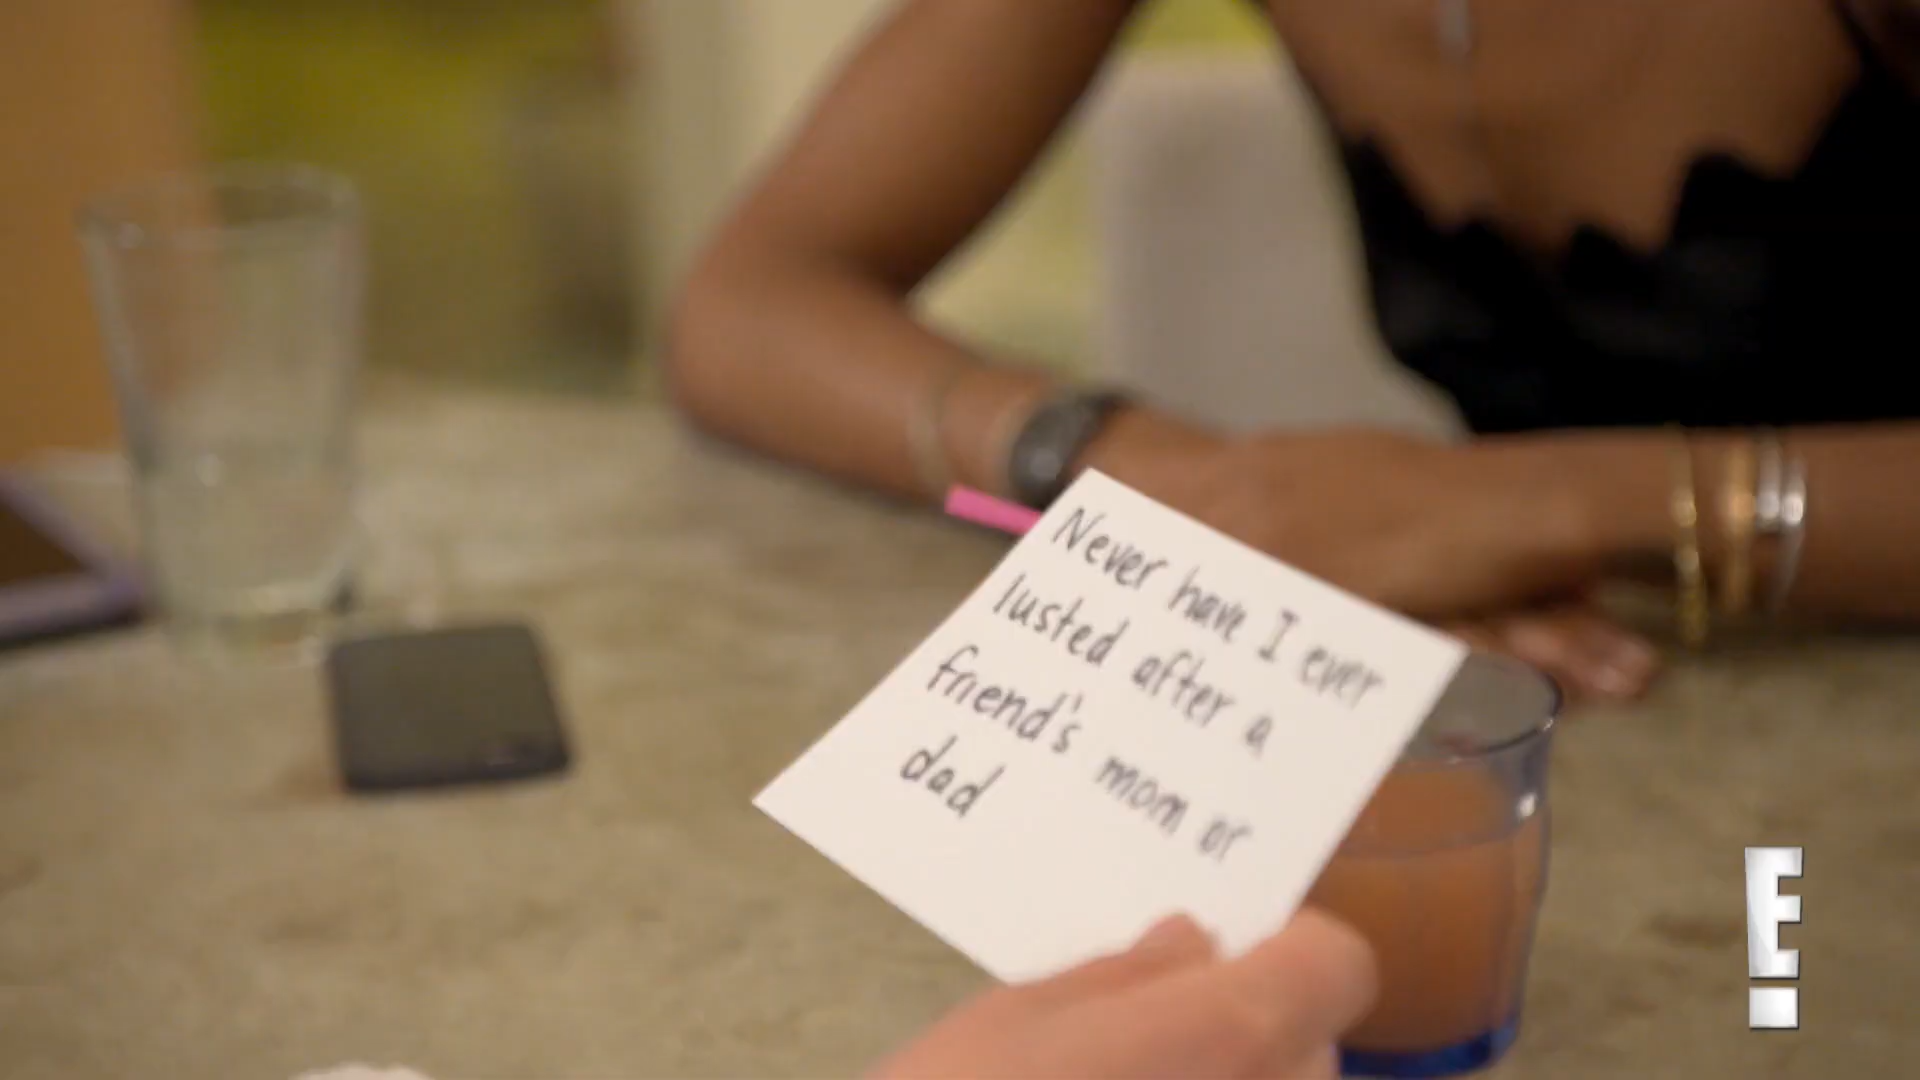 Never have I ever
lusted after a
friend's mom or
dad
E!